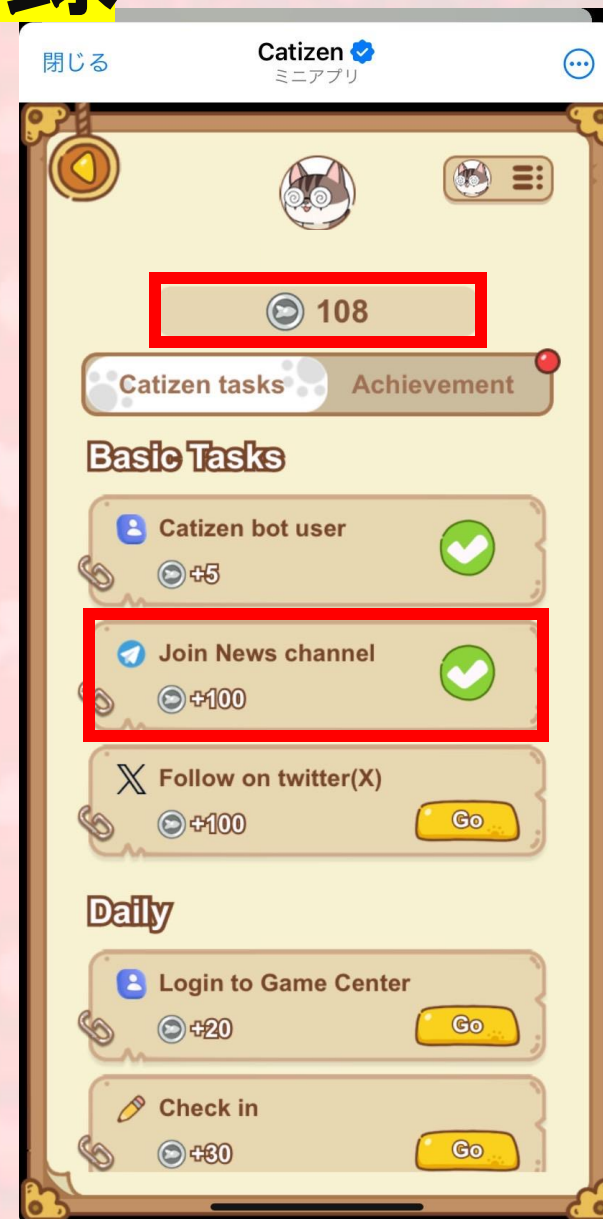 録
閉じる
Catizen
ミニアプリ
108
Catizen tasks
Achievement
Basic Tasks
Catizen bot user
+5
Join News channel
+100
Follow on twitter(X)
+100
Go
Daily
Login to Game Center
+20
Go
Check in
+30
Go